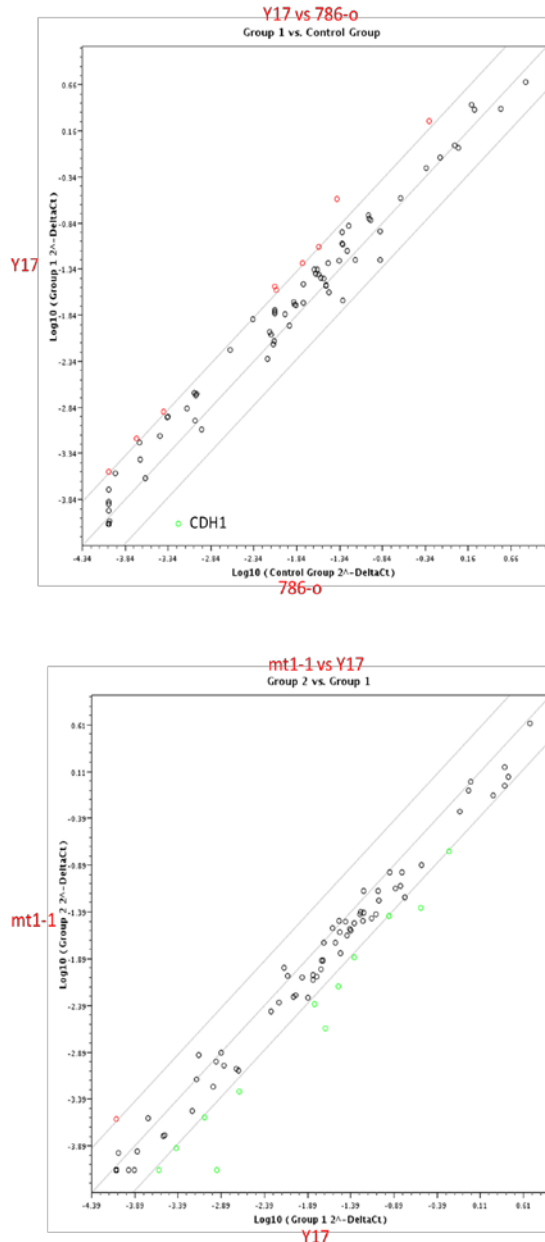 Y17 vs 786-o
Group 1 vs. Control Group
0.66
0.16
-0.34
-0.84
-1.34
-1.84
-2.34
-2.84
-3.34
-3.84
Log10 (Group 1 2^-DeltaCt)
Y17
CDH1
-4.34 -3.84 -3.34 -2.84 -2.34 -1.84 -1.34 -0.84 -0.34 0.16 0.66
Log10 (Control Group 2^-DeltaCt)
786-o
mt1-1 vs Y17
Group 2 vs. Group 1
0.61
0.11
-0.39
-0.89
-1.39
-1.89
-2.39
-2.89
-3.39
-3.89
Log10 (Group 2 2^-DeltaCt)
mt1-1
-4.39 -3.89 -3.39 -2.89 -2.39 -1.89 -1.39 -0.89 -0.39 0.11 0.61
Log10 (Group 1 2^-DeltaCt)
Y17